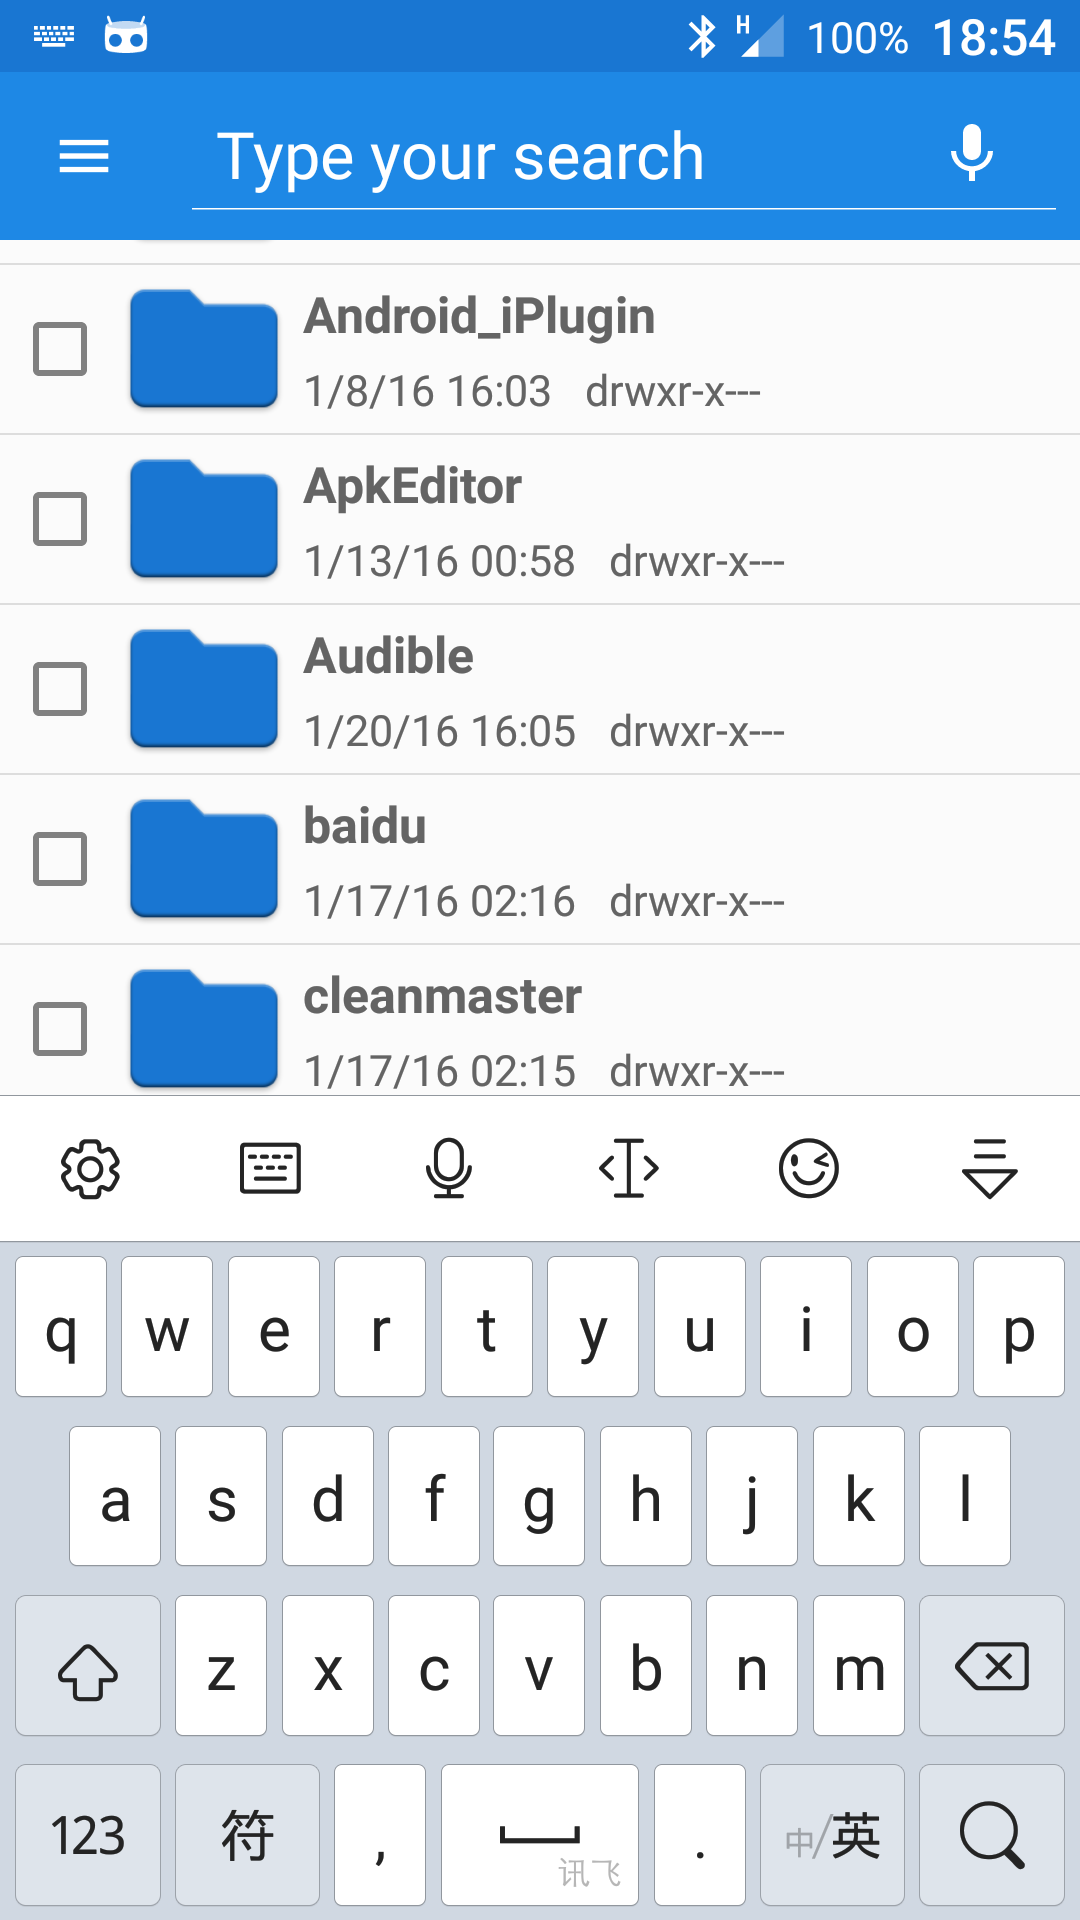 H 100% 18:54
Type your search
Android_iPlugin
1/8/16 16:03 drwxr-x---
ApkEditor
1/13/16 00:58 drwxr-x---
Audible
1/20/16 16:05 drwxr-x---
baidu
1/17/16 02:16 drwxr-x---
cleanmaster
1/17/16 02:15 drwxr-x---
q w e r t y u i o p
a s d f g h j k l
z x c v b n m
123 符 , 讯飞 . 中/英